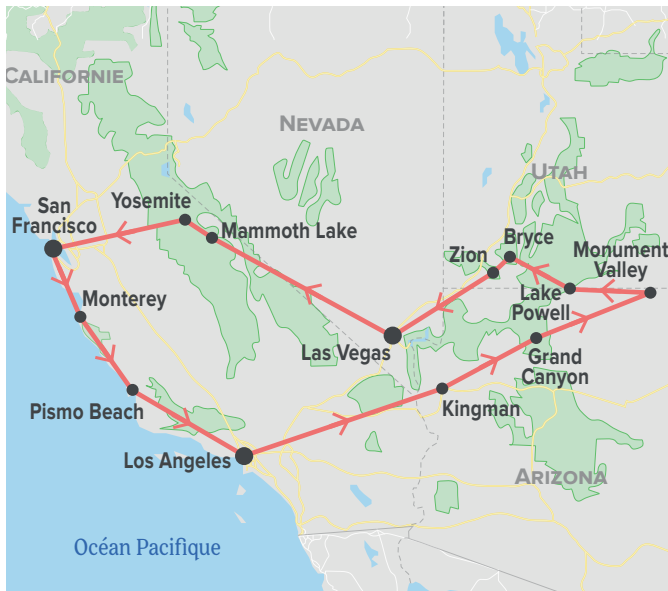 CALIFORNIE
NEVADA
UTAH
Yosemite
San
Francisco
Mammoth Lake
Bryce
Zion
Monument
Valley
Lake
Powell
Monterey
Las Vegas
Grand
Canyon
Pismo Beach
Kingman
Los Angeles
ARIZONA
Océan Pacifique